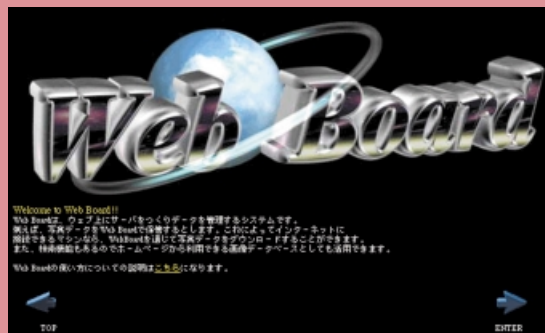 Web Board
Welcome to Web Board!!
Web Boardは、ウェブ上にサーバをつくりデータを管理するシステムです。
例えば、写真データをWeb Boardで保管するとします。これによってインターネットに
接続できるマシンなら、WebBoardを通じて写真データをダウンロードすることができます。
また、検索機能もあるのでホームページから利用できる画像データベースとしても活用できます。
Web Boardの使い方についての説明はこちらになります。
TOP
ENTER